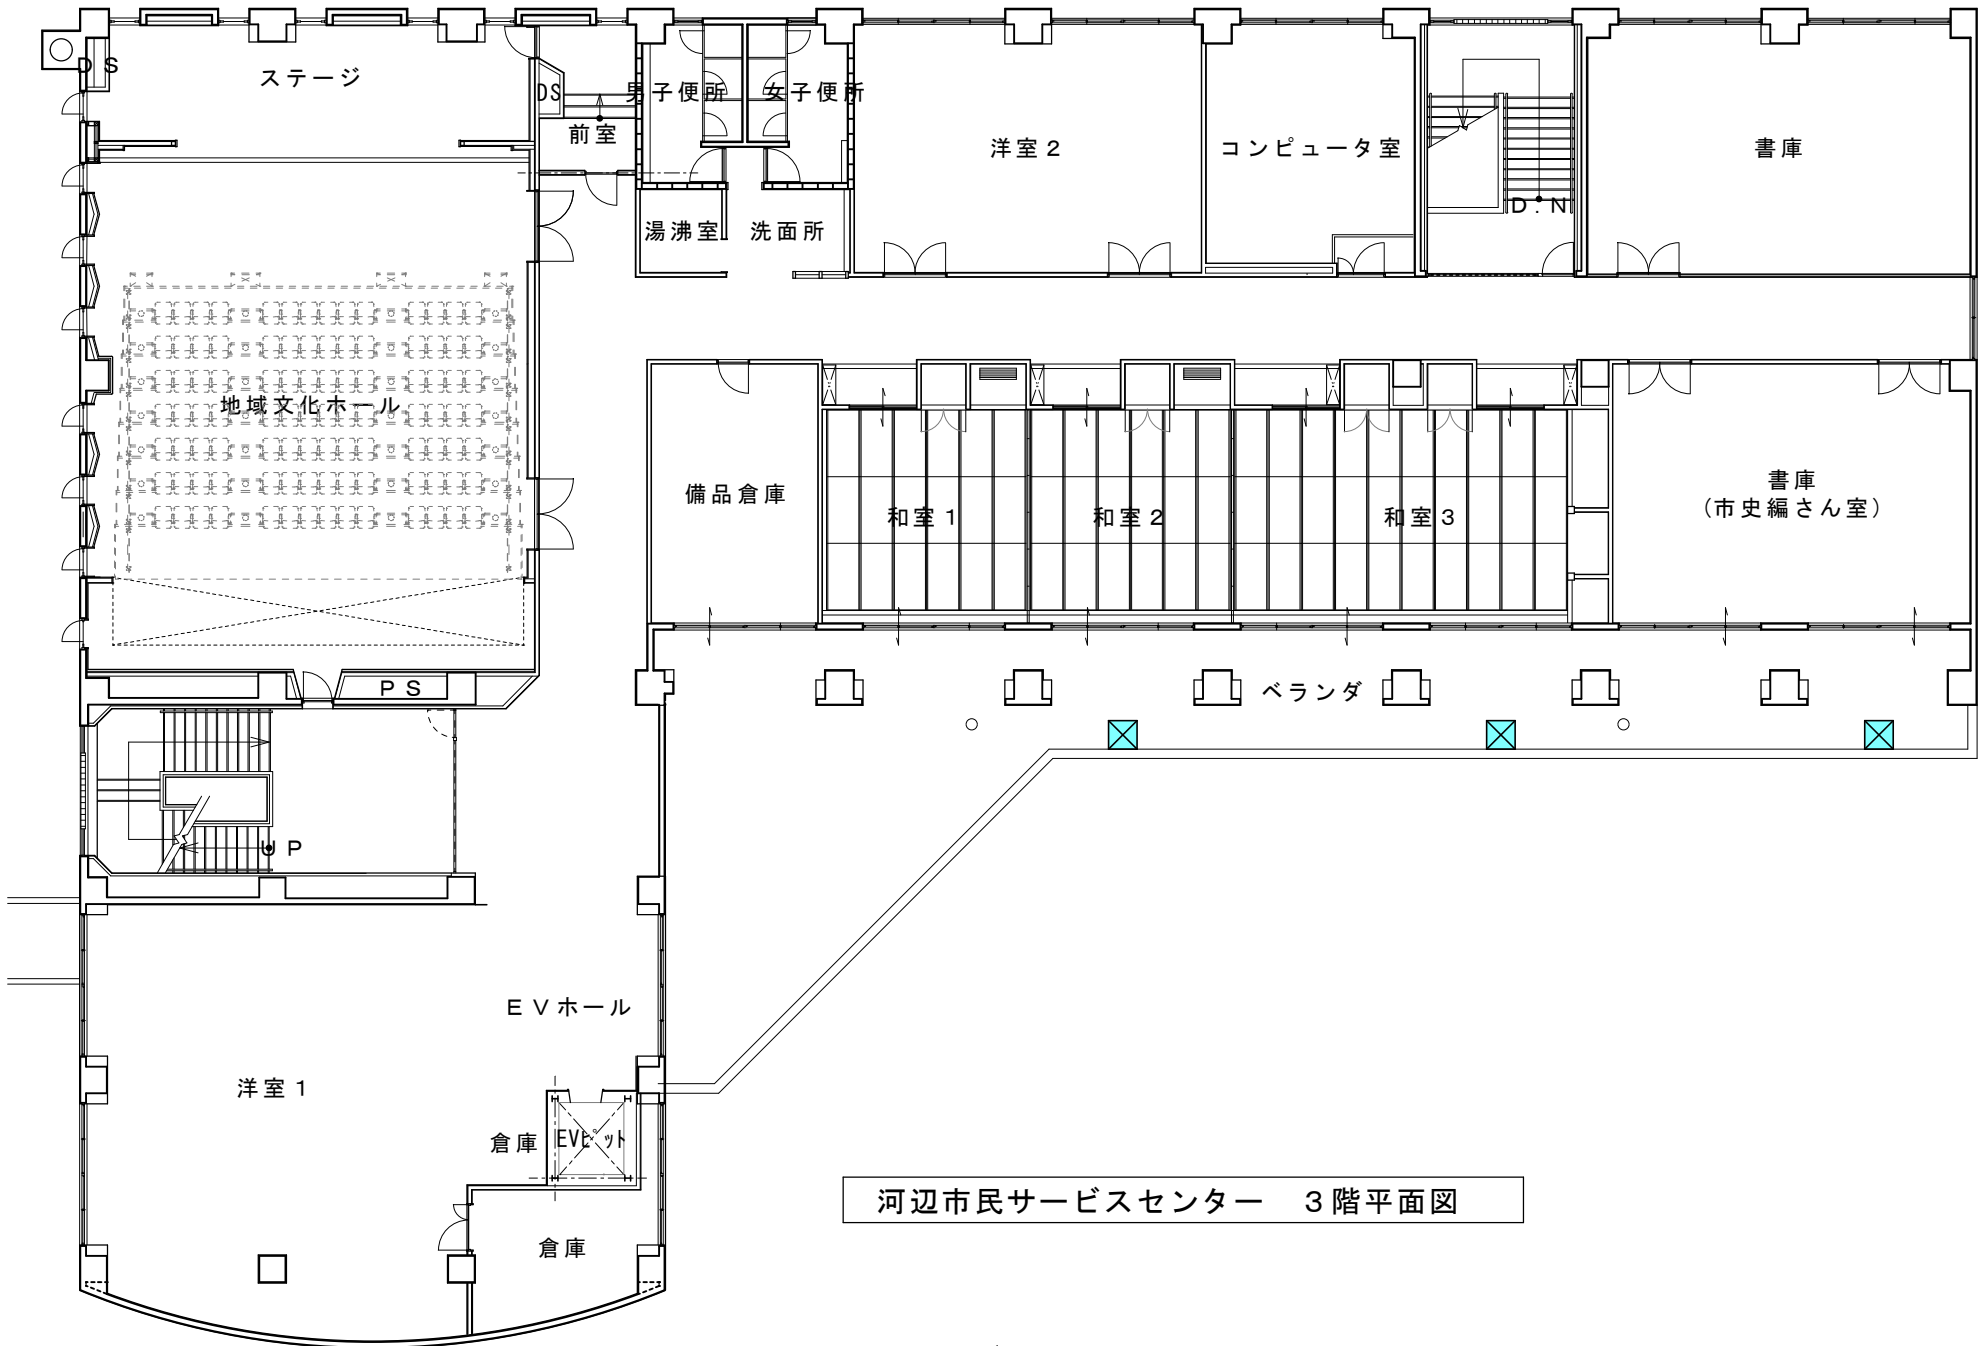 DS
ステージ
DS
男子便所
女子便所
前室
洋室2
コンピュータ室
書庫
D.N
湯沸室
洗面所
地域文化ホール
備品倉庫
和室1
和室2
和室3
書庫
(市史編さん室)
PS
ベランダ
UP
EVホール
洋室1
倉庫
EVピット
倉庫
河辺市民サービスセンター 3階平面図